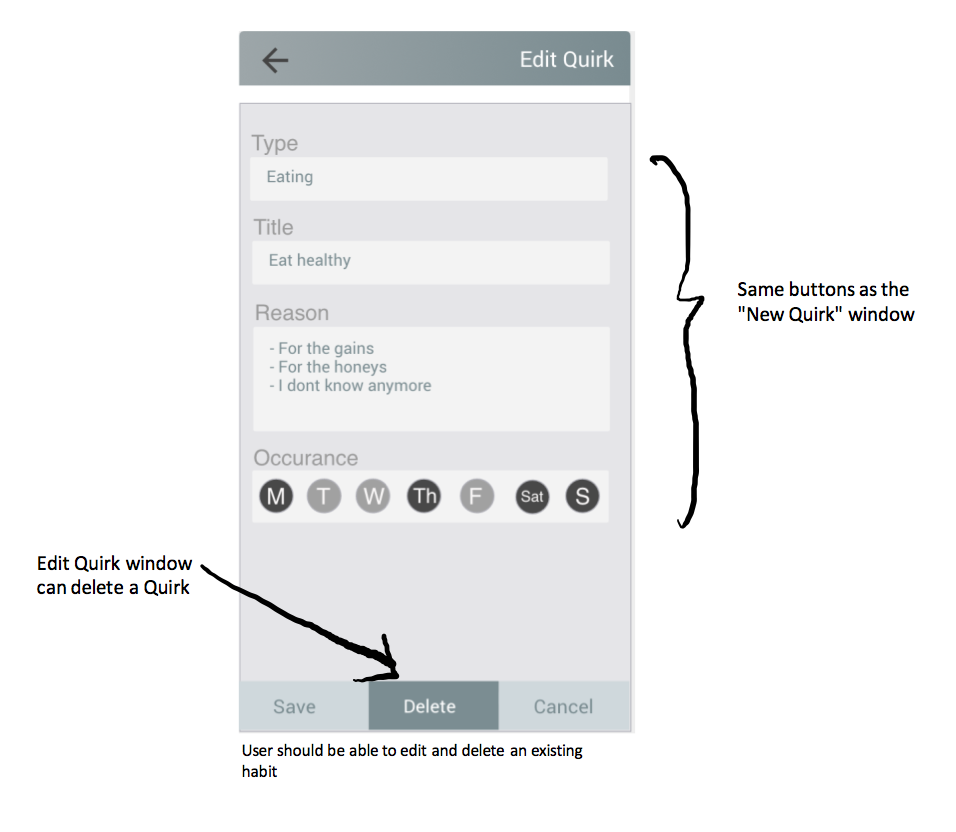 Edit Quirk
Type
Eating
Title
Eat healthy
Reason
- For the gains
- For the honeys
- I dont know anymore
Occurance
M T W Th F Sat S
Same buttons as the
"New Quirk" window
Edit Quirk window
can delete a Quirk
Save Delete Cancel
User should be able to edit and delete an existing
habit